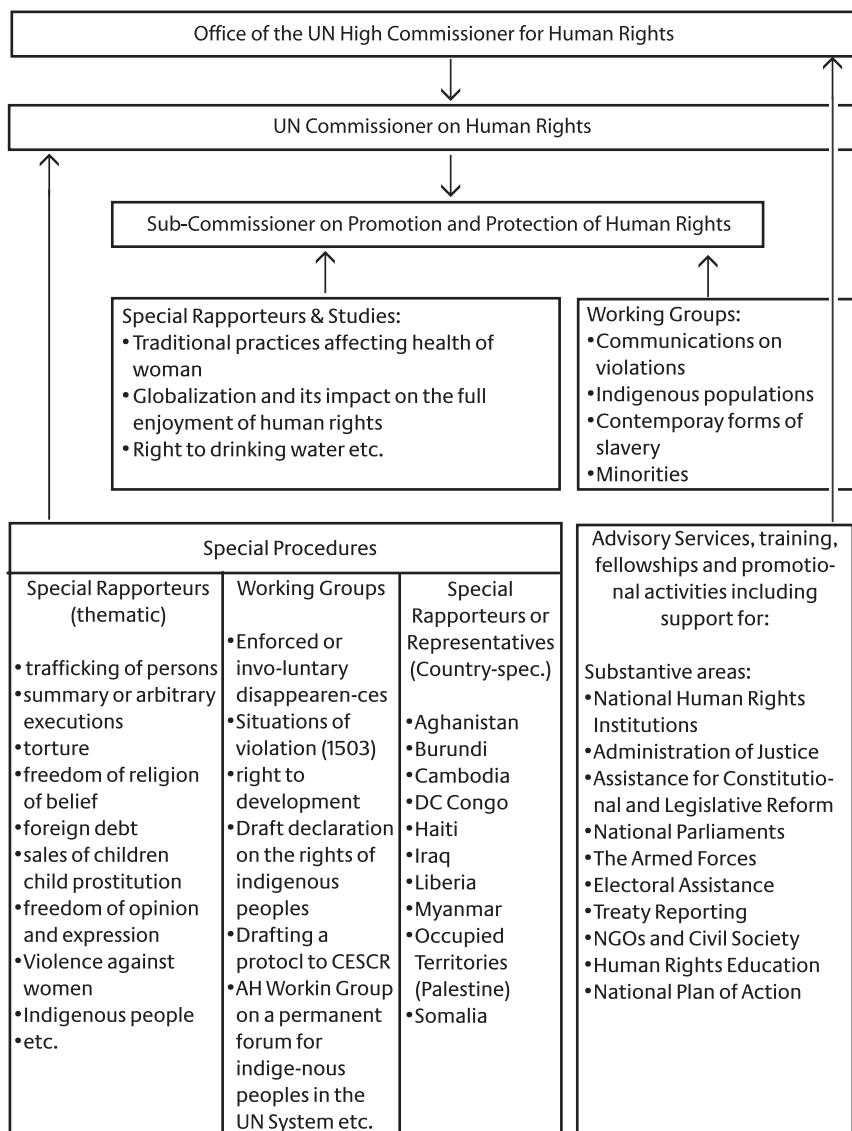 Office of the UN High Commissioner for Human Rights
UN Commissioner on Human Rights
Sub-Commissioner on Promotion and Protection of Human Rights
Special Rapporteurs & Studies:
•Traditional practices affecting health of
woman
•Globalization and its impact on the full
enjoyment of human rights
•Right to drinking water etc.
Working Groups:
•Communications on
violations
•Indigenous populations
•Contemporay forms of
slavery
•Minorities
Special Procedures
Special Rapporteurs
(thematic)
•trafficking of persons
•summary or arbitrary
executions
•torture
•freedom of religion
of belief
•foreign debt
•sales of children
child prostitution
•freedom of opinion
and expression
•Violence against
women
•Indigenous people
•etc.
Working Groups
•Enforced or
invo-luntary
disappearen-ces
•Situations of
violation (1503)
•right to
development
•Draft declaration
on the rights of
indigenous
peoples
•Drafting a
protocl to CESCR
•AH Workin Group
on a permanent
forum for
indige-nous
peoples in the
UN System etc.
Special
Rapporteurs or
Representatives
(Country-spec.)
•Aghanistan
•Burundi
•Cambodia
•DC Congo
•Haiti
•Iraq
•Liberia
•Myanmar
•Occupied
Territories
(Palestine)
•Somalia
Advisory Services, training,
fellowships and promotio-
nal activities including
support for:
Substantive areas:
•National Human Rights
Institutions
•Administration of Justice
•Assistance for Constitutio-
nal and Legislative Reform
•National Parliaments
•The Armed Forces
•Electoral Assistance
•Treaty Reporting
•NGOs and Civil Society
•Human Rights Education
•National Plan of Action